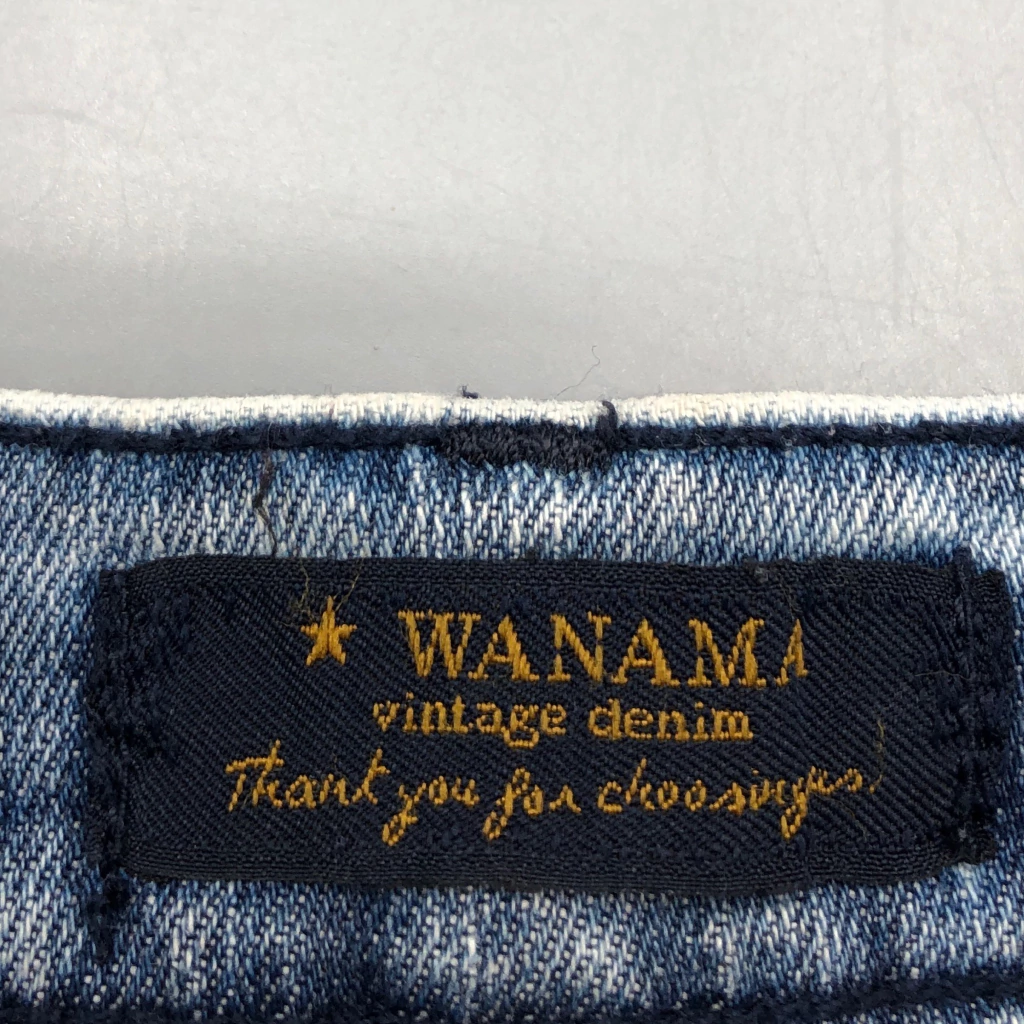 WANAMA
vintage denim
Thank you for choosing us!